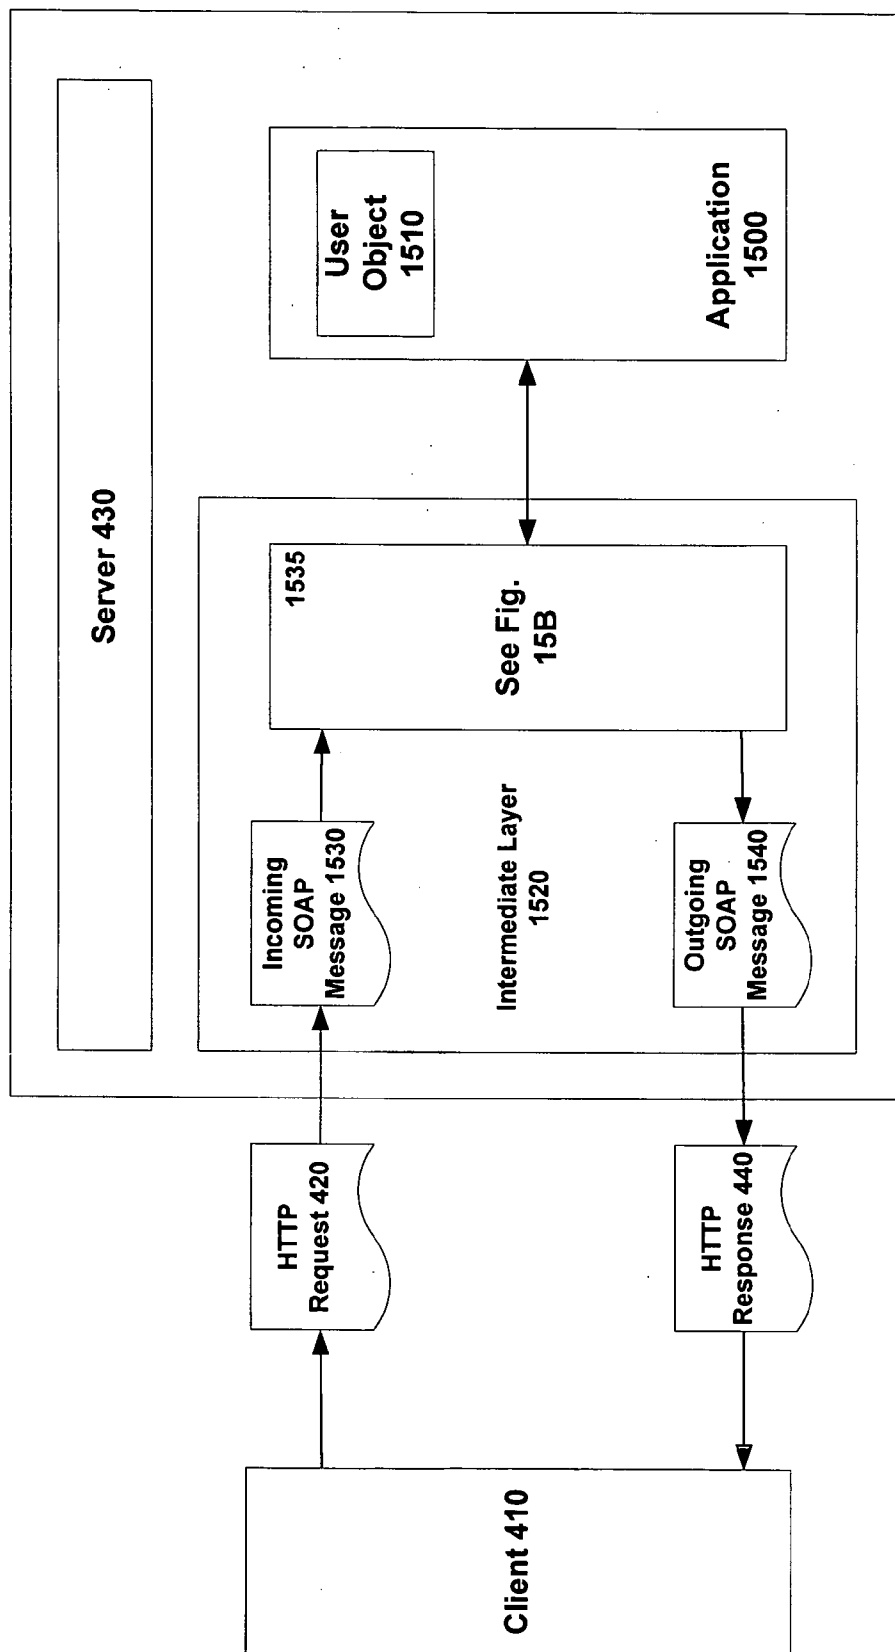 Server 430
User
Object
1510
Application
1500
1535
See Fig.
15B
Incoming
SOAP
Message 1530
Intermediate Layer
1520
Outgoing
SOAP
Message 1540
HTTP
Request 420
HTTP
Response 440
Client 410